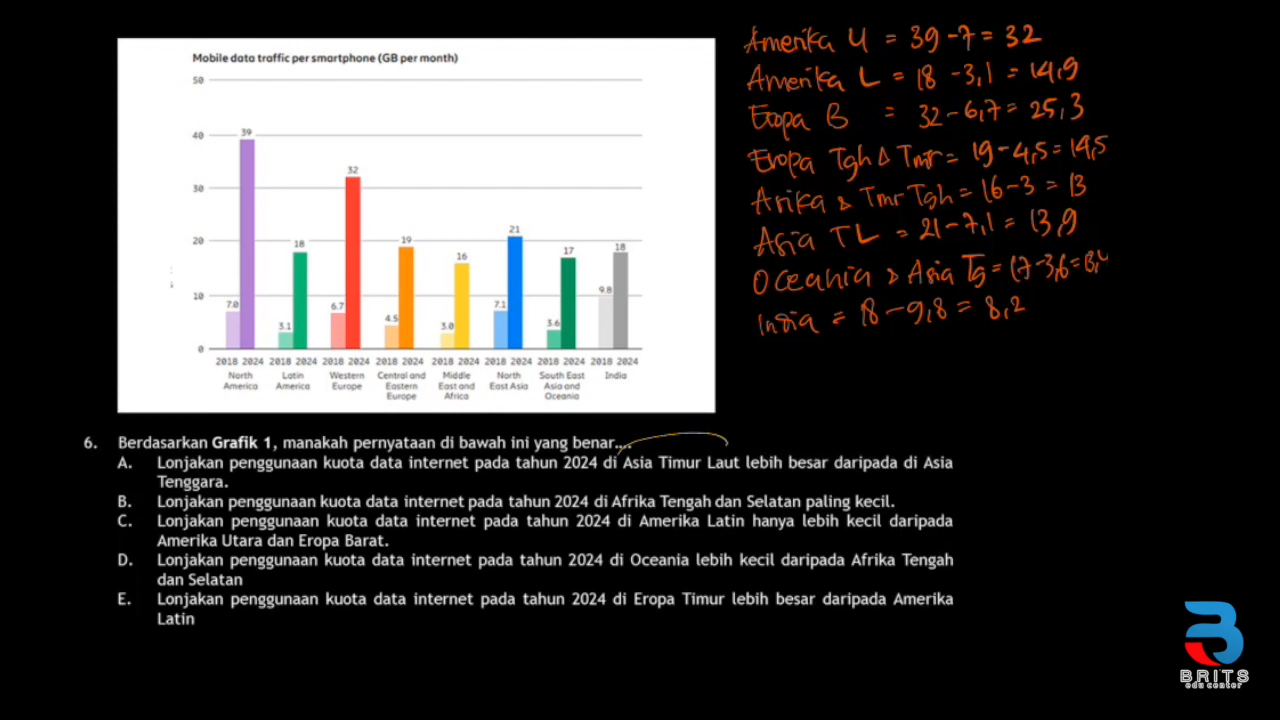 Mobile data traffic per smartphone (GB per month)
50
40
30
20
10
0
39
7.0
18
3.1
32
6.7
19
4.5
16
3.0
21
7.1
17
3.6
18
9.8
2018 2024 2018 2024 2018 2024 2018 2024 2018 2024 2018 2024 2018 2024 2018 2024
North America
Latin America
Western Europe
Central and Eastern Europe
Middle East and Africa
North East Asia
South East Asia and Oceania
India
Amerika U = 39 - 7 = 32
Amerika L = 18 - 3,1 = 14,9
Eropa B = 32 - 6,7 = 25,3
Eropa Tgh & Tmr = 19 - 4,5 = 14,5
Arika & Tmr Tgh = 16 - 3 = 13
Asia TL = 21 - 7,1 = 13,9
Oceania & Asia Tg = 17 - 3,6 = 13,4
India = 18 - 9,8 = 8,2
6. Berdasarkan Grafik 1, manakah pernyataan di bawah ini yang benar....
A. Lonjakan penggunaan kuota data internet pada tahun 2024 di Asia Timur Laut lebih besar daripada di Asia
Tenggara.
B. Lonjakan penggunaan kuota data internet pada tahun 2024 di Afrika Tengah dan Selatan paling kecil.
C. Lonjakan penggunaan kuota data internet pada tahun 2024 di Amerika Latin hanya lebih kecil daripada
Amerika Utara dan Eropa Barat.
D. Lonjakan penggunaan kuota data internet pada tahun 2024 di Oceania lebih kecil daripada Afrika Tengah
dan Selatan
E. Lonjakan penggunaan kuota data internet pada tahun 2024 di Eropa Timur lebih besar daripada Amerika
Latin
BRITS
edu center